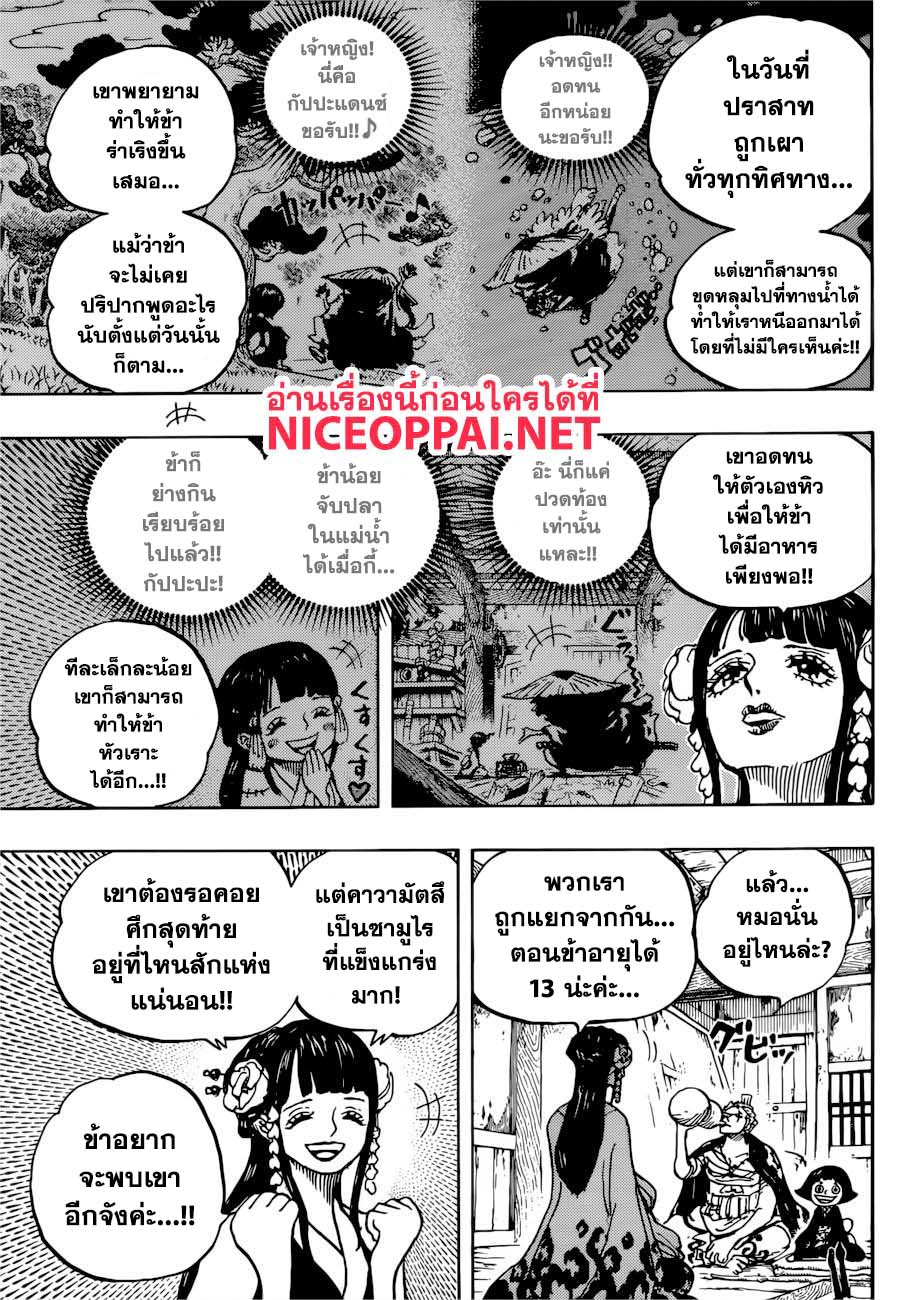 ในวันที่
ปราสาท
ถูกเผา
ทั่วทุกทิศทาง...
แต่เขาก็สามารถ
ขุดหลุมไปที่ทางน้ำได้
ทำให้เราหนีออกมาได้
โดยที่ไม่มีใครเห็นค่ะ!!
เจ้าหญิง!!
อดทน
อีกหน่อย
นะขอรับ!!
เจ้าหญิง!
นี่คือ
กัปปะแดนซ์
ขอรับ!!♪
カッパッパ♪
เขาพยายาม
ทำให้ข้า
ร่าเริงขึ้น
เสมอ...
แม้ว่าข้า
จะไม่เคย
ปริปากพูดอะไร
นับตั้งแต่วันนั้น
ก็ตาม...
อ่านเรื่องนี้ก่อนใครได้ที่
NICEOPPAI.NET
เขาอดทน
ให้ตัวเองหิว
เพื่อให้ข้า
ได้มีอาหาร
เพียงพอ!!
อ๊ะ นี่ก็แค่
ปวดท้อง
เท่านั้น
แหละ!!
ข้าน้อย
จับปลา
ในแม่น้ำ
ได้เมื่อกี้...
ข้าก็
ย่างกิน
เรียบร้อย
ไปแล้ว!!
กัปปะปะ!
ぐぅ〜〜
ทีละเล็กละน้อย
เขาก็สามารถ
ทำให้ข้า
หัวเราะ
ได้อีก...!!
くすくす♡
แล้ว...
หมอนั่น
อยู่ไหนล่ะ?
พวกเรา
ถูกแยกจากกัน...
ตอนข้าอายุได้
13 น่ะค่ะ...
グビッ
แต่คาวามัตสึ
เป็นซามูไร
ที่แข็งแกร่ง
มาก!
เขาต้องรอคอย
ศึกสุดท้าย
อยู่ที่ไหนสักแห่ง
แน่นอน!!
ข้าอยาก
จะพบเขา
อีกจังค่ะ...!!